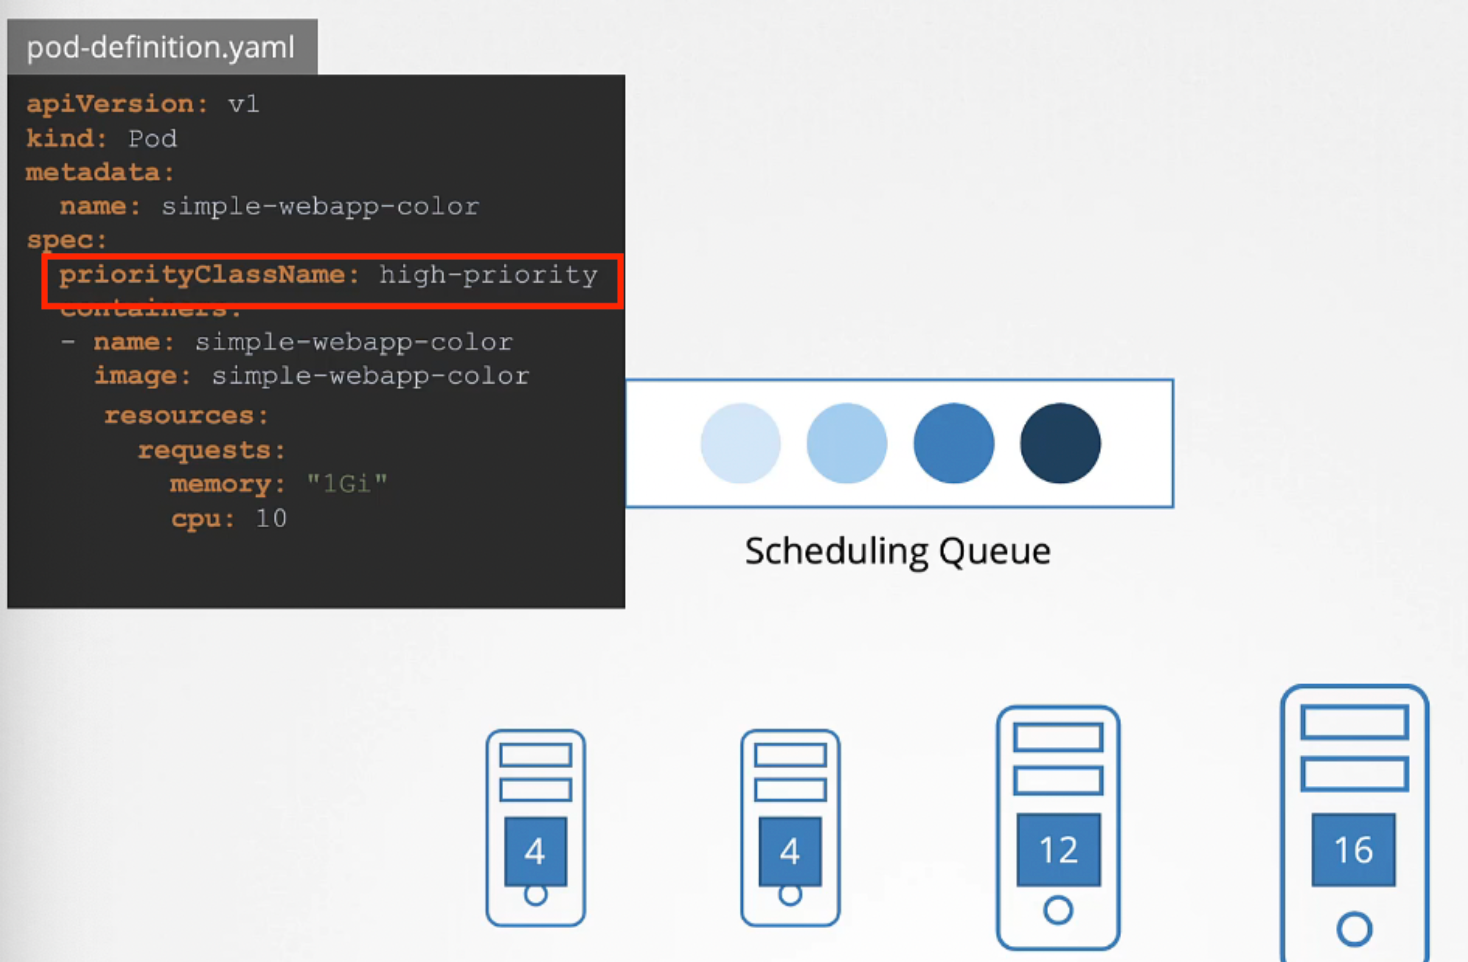 pod-definition.yaml
apiVersion: v1
kind: Pod
metadata:
name: simple-webapp-color
spec:
priorityClassName: high-priority
containers:
- name: simple-webapp-color
image: simple-webapp-color
resources:
requests:
memory: "1Gi"
cpu: 10
Scheduling Queue
4
4
12
16